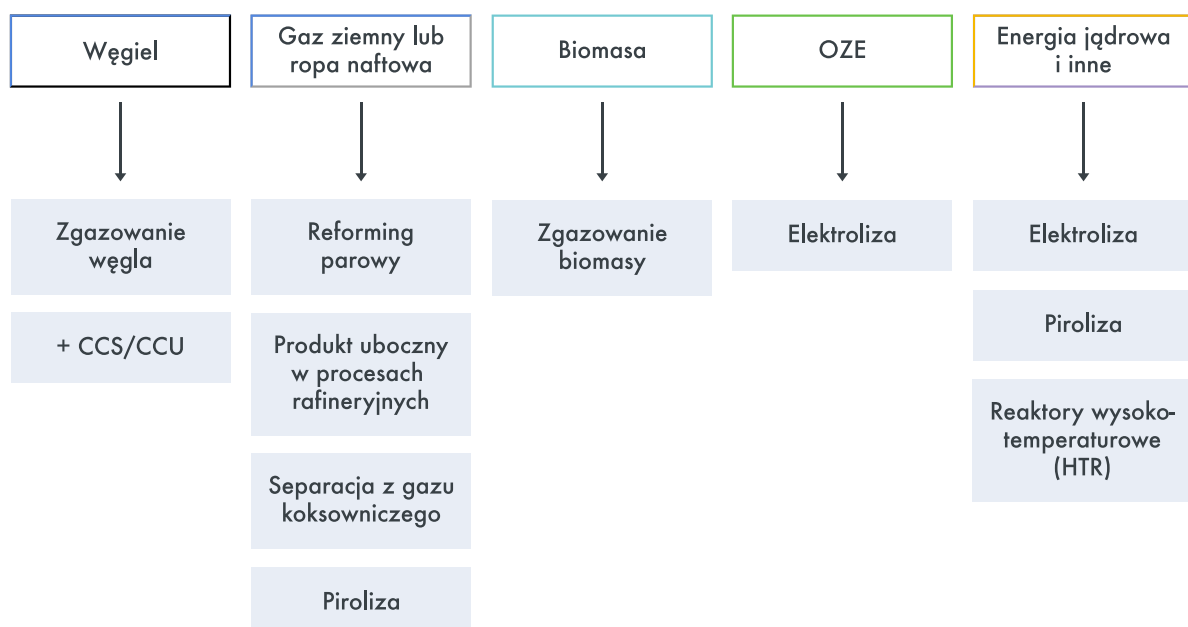 Węgiel
Gaz ziemny lub
ropa naftowa
Biomasa
OZE
Energia jądrowa
i inne
Zgazowanie
węgla
+ CCS/CCU
Reforming
parowy
Produkt uboczny
w procesach
rafineryjnych
Separacja z gazu
koksowniczego
Piroliza
Zgazowanie
biomasy
Elektroliza
Elektroliza
Piroliza
Reaktory wysoko-
temperaturowe
(HTR)